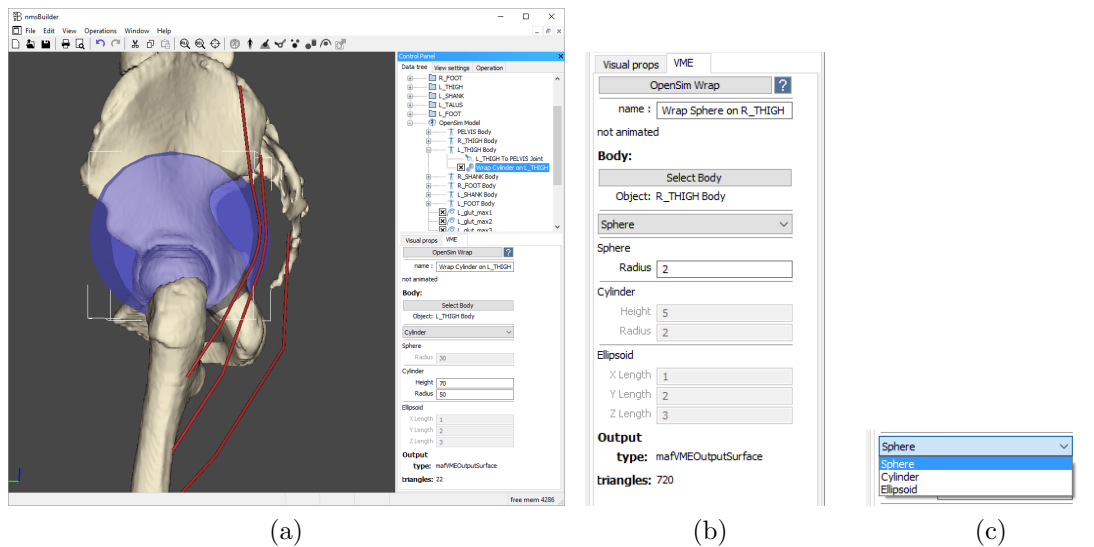 nmsBuilder
File Edit View Operations Window Help
Control Panel
Data tree View settings Operation
R_FOOT
L_THIGH
L_SHANK
L_TALUS
L_FOOT
OpenSim Model
PELVIS Body
R_THIGH Body
L_THIGH Body
L_THIGH To PELVIS Joint
Wrap Cylinder on L_THIGH
R_SHANK Body
R_FOOT Body
L_SHANK Body
L_FOOT Body
L_glut_max1
L_glut_max2
L_glut_max3
Visual props VME
OpenSim Wrap ?
name : Wrap Cylinder on L_THIGH
not animated
Body:
Select Body
Object: L_THIGH Body
Cylinder
Sphere
Radius 30
Cylinder
Height 70
Radius 50
Ellipsoid
X Length 1
Y Length 2
Z Length 3
Output
type: mafVMEOutputSurface
triangles: 22
free mem 4286
(a)
Visual props VME
OpenSim Wrap ?
name : Wrap Sphere on R_THIGH
not animated
Body:
Select Body
Object: R_THIGH Body
Sphere
Sphere
Radius 2
Cylinder
Height 5
Radius 2
Ellipsoid
X Length 1
Y Length 2
Z Length 3
Output
type: mafVMEOutputSurface
triangles: 720
(b)
Sphere
Sphere
Cylinder
Ellipsoid
(c)